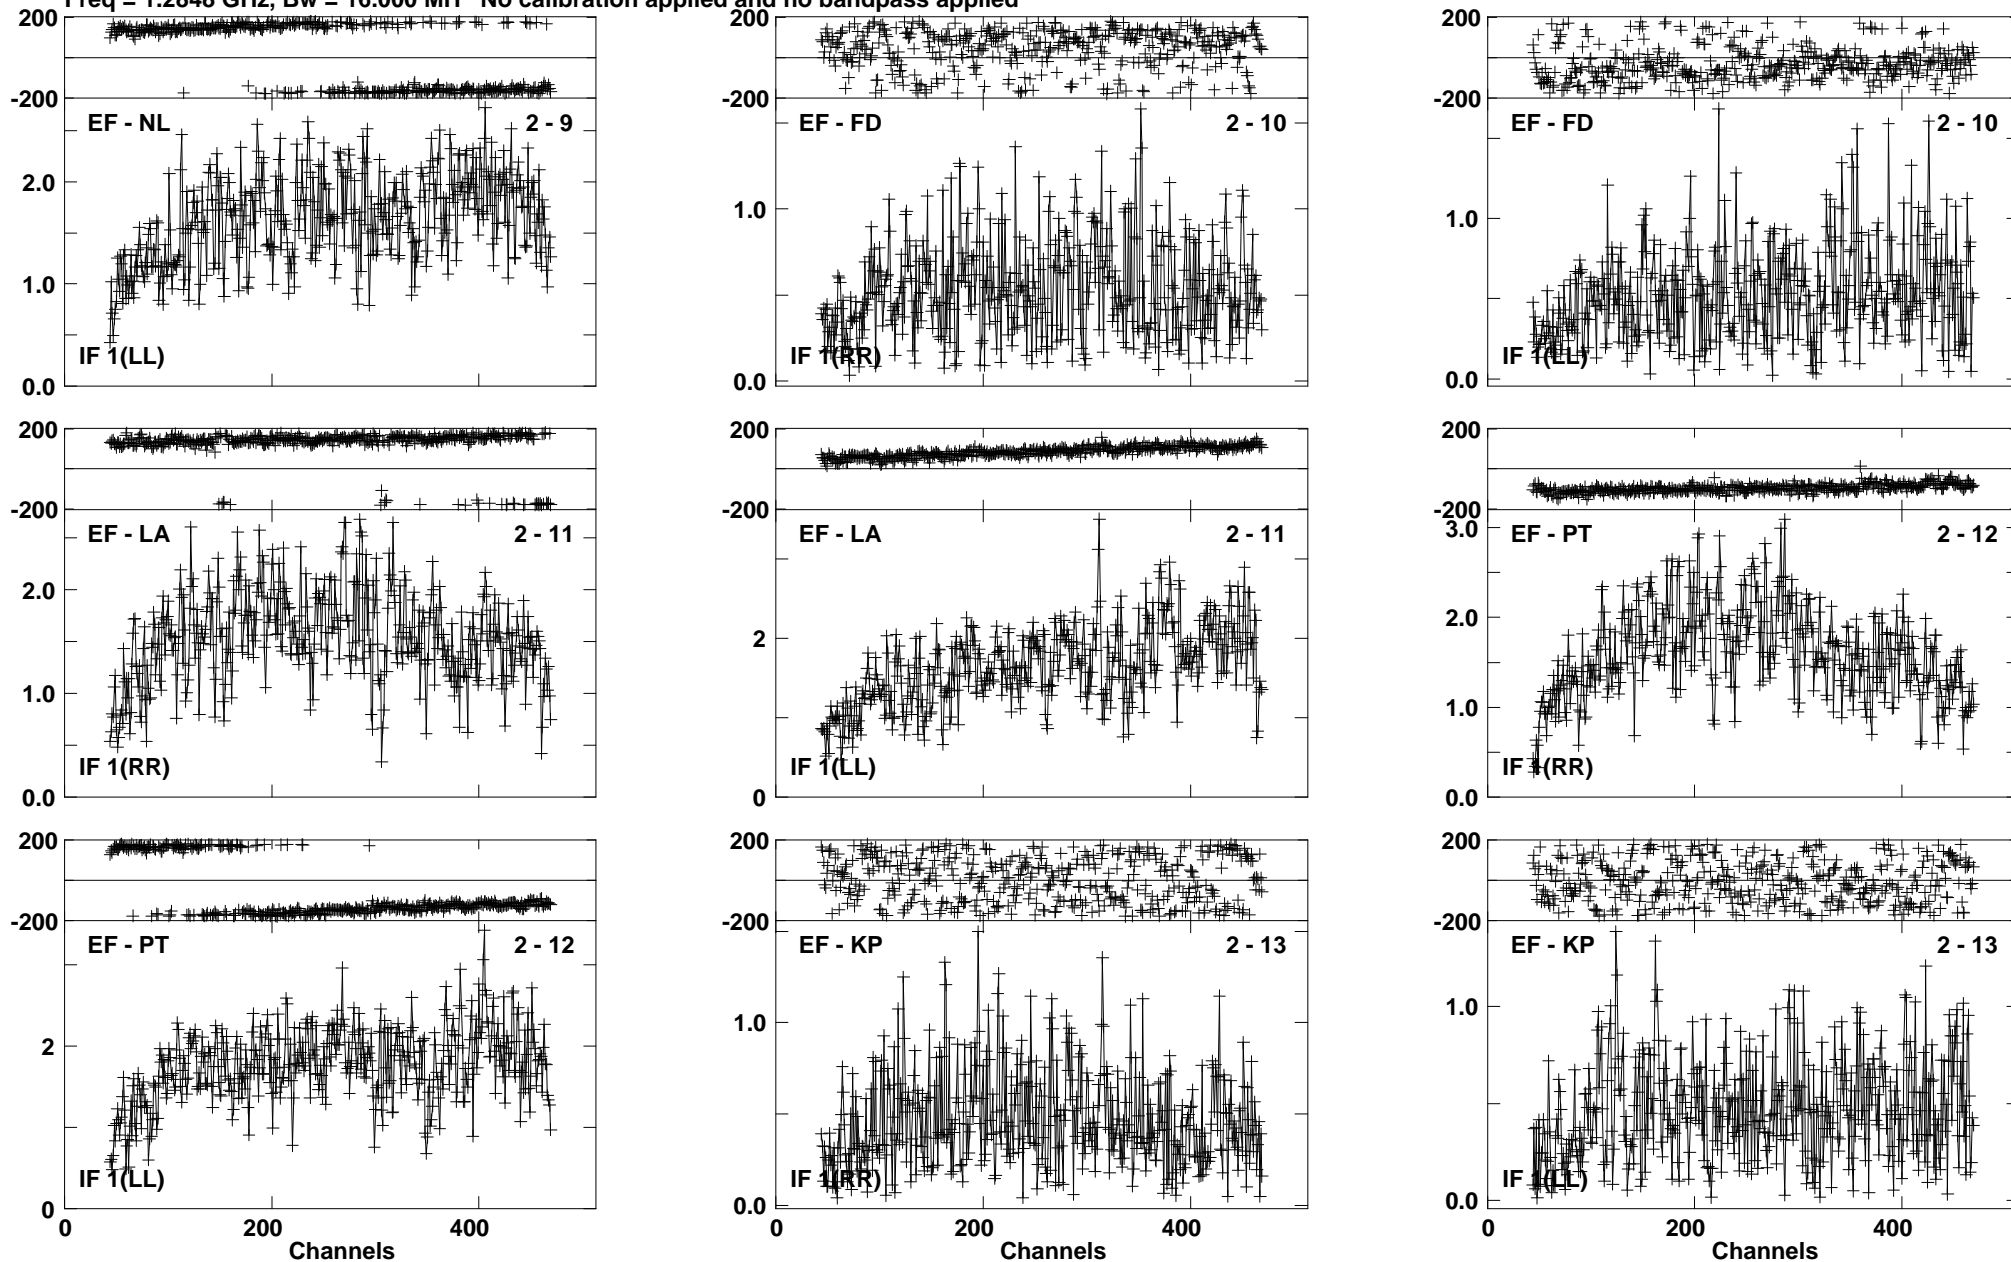 Freq = 1.2848 GHz, Bw = 16.000 MH No calibration applied and no bandpass applied
200 200 200
-200 -200 -200
EF - NL 2 - 9 EF - FD 2 - 10 EF - FD 2 - 10
2.0 1.0 1.0
1.0
IF 1(LL) IF 1(RR) IF 1(LL)
0.0 0.0 0.0
200 200 200
-200 -200 -200
EF - LA 2 - 11 EF - LA 2 - 11 EF - PT 2 - 12
3.0
2.0 2 2.0
1.0 1.0
IF 1(RR) IF 1(LL) IF 1(RR)
0.0 0 0.0
200 200 200
-200 -200 -200
EF - PT 2 - 12 EF - KP 2 - 13 EF - KP 2 - 13
2 1.0 1.0
IF 1(LL) IF 1(RR) IF 1(LL)
0 0.0 0.0
0 200 400 0 200 400 0 200 400
Channels Channels Channels